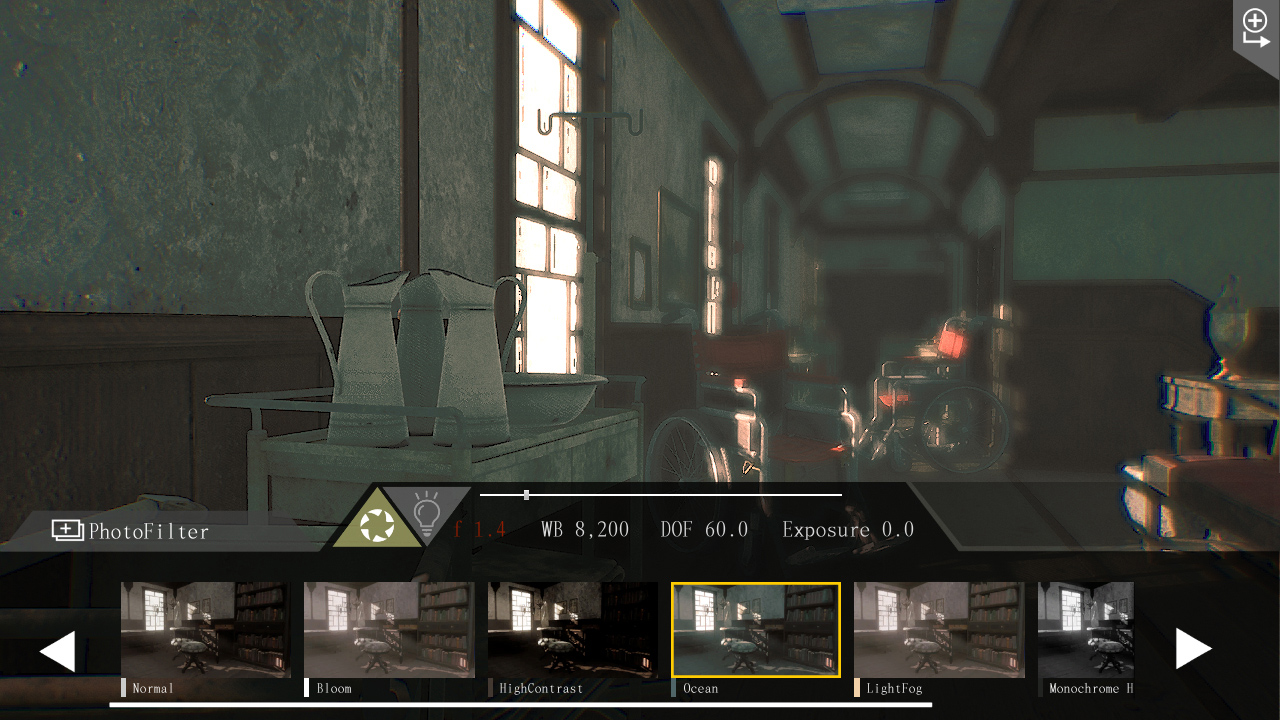 PhotoFilter
f 1.4 WB 8,200 DOF 60.0 Exposure 0.0
Normal
Bloom
HighContrast
Ocean
LightFog
Monochrome H